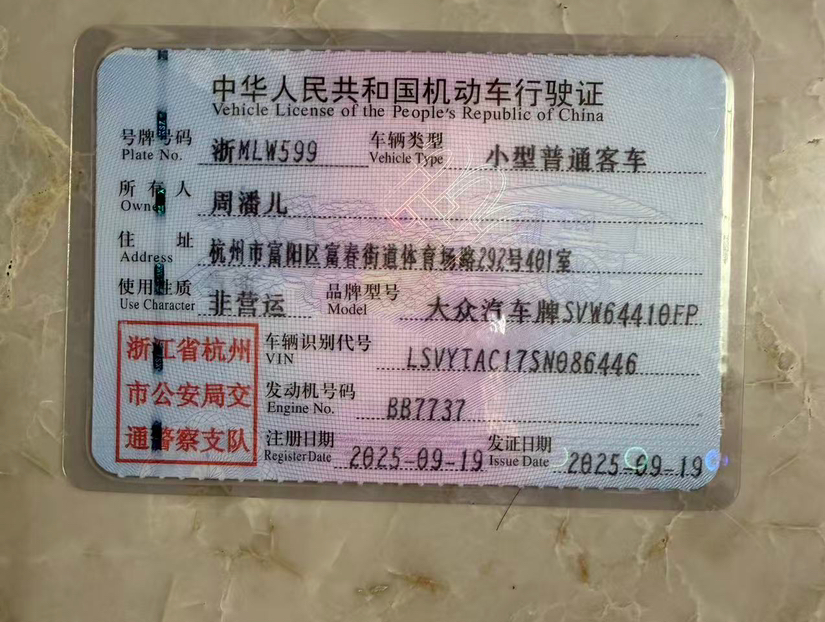 中华人民共和国机动车行驶证
Vehicle License of the People's Republic of China
号牌号码 浙MLW599 车辆类型 小型普通客车
Plate No. Vehicle Type
所有人 周潘儿
Owner
住址 杭州市富阳区富春街道体育场路292号401室
Address
使用性质 非营运 品牌型号 大众汽车牌SVW64410FP
Use Character Model
浙江省杭州
市公安局交
通警察支队
车辆识别代号 LSVYTAC17SN086446
VIN
发动机号码 BB7737
Engine No.
注册日期 2025-09-19 发证日期 2025-09-19
Register Date Issue Date